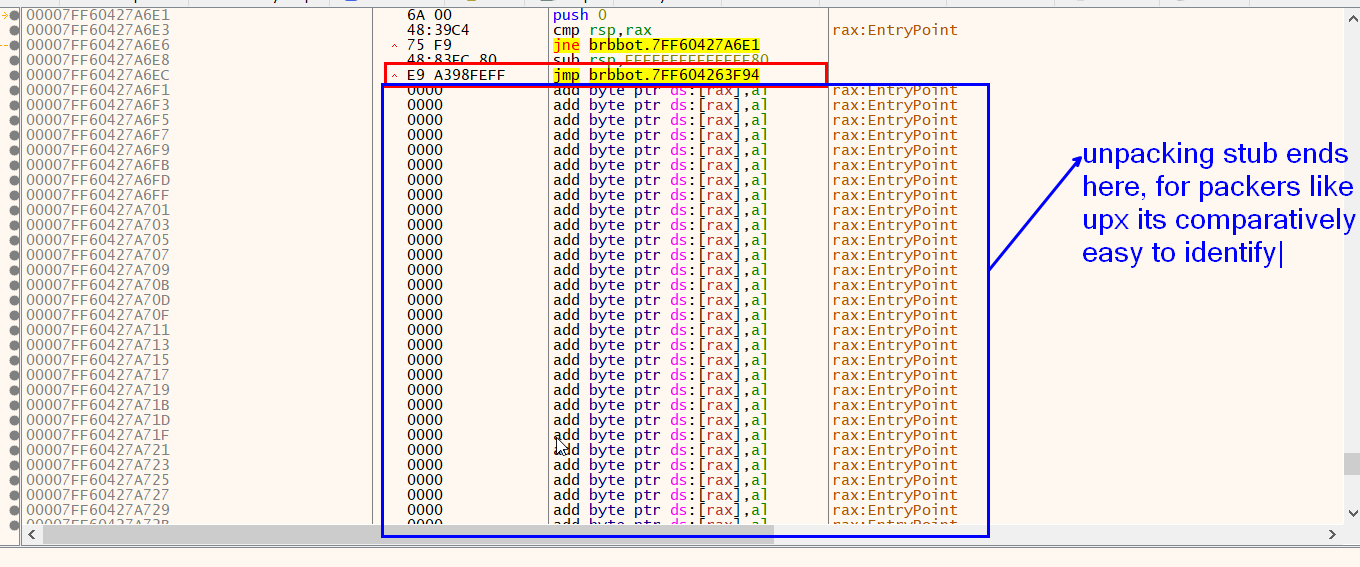 00007FF60427A6E1 6A 00 push 0
00007FF60427A6E3 48:39C4 cmp rsp,rax rax:EntryPoint
00007FF60427A6E6 75 F9 jne brbbot.7FF60427A6E1
00007FF60427A6E8 48:83EC 80 sub rsp,FFFFFFFFFFFFFF80
00007FF60427A6EC E9 A398FEFF jmp brbbot.7FF604263F94
00007FF60427A6F1 0000 add byte ptr ds:[rax],al rax:EntryPoint
00007FF60427A6F3 0000 add byte ptr ds:[rax],al rax:EntryPoint
00007FF60427A6F5 0000 add byte ptr ds:[rax],al rax:EntryPoint
00007FF60427A6F7 0000 add byte ptr ds:[rax],al rax:EntryPoint
00007FF60427A6F9 0000 add byte ptr ds:[rax],al rax:EntryPoint
00007FF60427A6FB 0000 add byte ptr ds:[rax],al rax:EntryPoint
00007FF60427A6FD 0000 add byte ptr ds:[rax],al rax:EntryPoint
00007FF60427A6FF 0000 add byte ptr ds:[rax],al rax:EntryPoint
00007FF60427A701 0000 add byte ptr ds:[rax],al rax:EntryPoint
00007FF60427A703 0000 add byte ptr ds:[rax],al rax:EntryPoint
00007FF60427A705 0000 add byte ptr ds:[rax],al rax:EntryPoint
00007FF60427A707 0000 add byte ptr ds:[rax],al rax:EntryPoint
00007FF60427A709 0000 add byte ptr ds:[rax],al rax:EntryPoint
00007FF60427A70B 0000 add byte ptr ds:[rax],al rax:EntryPoint
00007FF60427A70D 0000 add byte ptr ds:[rax],al rax:EntryPoint
00007FF60427A70F 0000 add byte ptr ds:[rax],al rax:EntryPoint
00007FF60427A711 0000 add byte ptr ds:[rax],al rax:EntryPoint
00007FF60427A713 0000 add byte ptr ds:[rax],al rax:EntryPoint
00007FF60427A715 0000 add byte ptr ds:[rax],al rax:EntryPoint
00007FF60427A717 0000 add byte ptr ds:[rax],al rax:EntryPoint
00007FF60427A719 0000 add byte ptr ds:[rax],al rax:EntryPoint
00007FF60427A71B 0000 add byte ptr ds:[rax],al rax:EntryPoint
00007FF60427A71D 0000 add byte ptr ds:[rax],al rax:EntryPoint
00007FF60427A71F 0000 add byte ptr ds:[rax],al rax:EntryPoint
00007FF60427A721 0000 add byte ptr ds:[rax],al rax:EntryPoint
00007FF60427A723 0000 add byte ptr ds:[rax],al rax:EntryPoint
00007FF60427A725 0000 add byte ptr ds:[rax],al rax:EntryPoint
00007FF60427A727 0000 add byte ptr ds:[rax],al rax:EntryPoint
00007FF60427A729 0000 add byte ptr ds:[rax],al rax:EntryPoint
00007FF60427A72B 0000 add byte ptr ds:[rax],al rax:EntryPoint
unpacking stub ends
here, for packers like
upx its comparatively
easy to identify